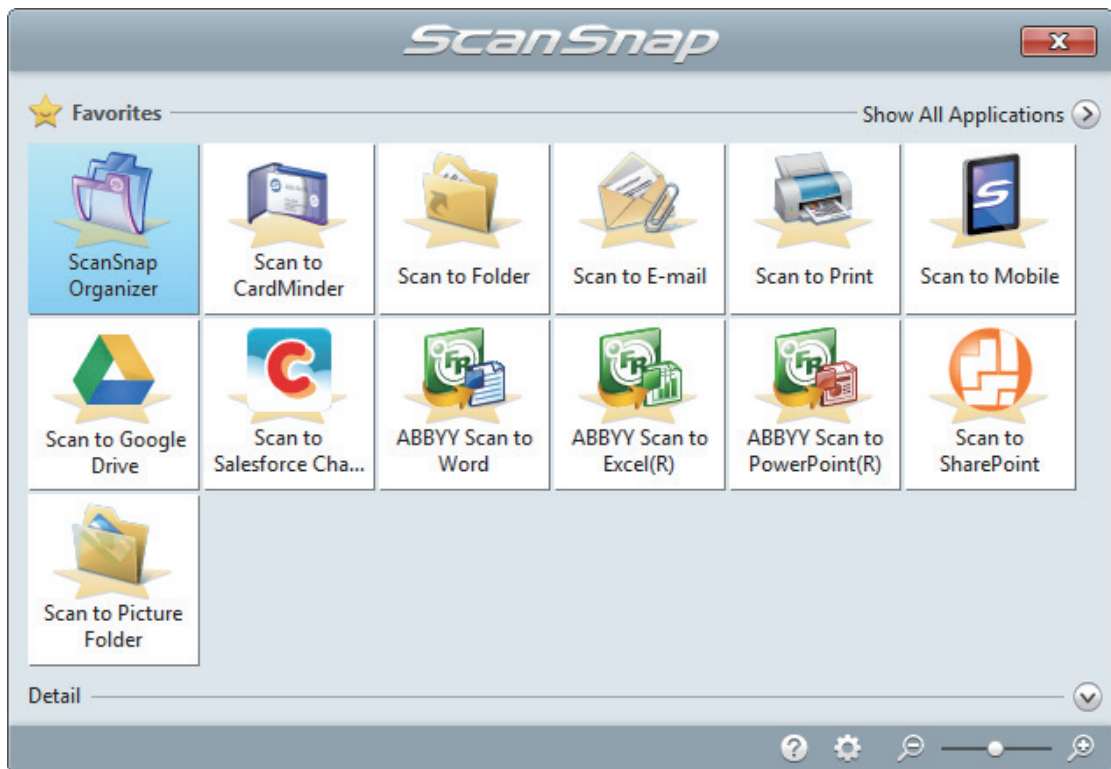 ScanSnap
Favorites
Show All Applications
ScanSnap
Organizer
Scan to
CardMinder
Scan to Folder
Scan to E-mail
Scan to Print
Scan to Mobile
Scan to Google
Drive
Scan to
Salesforce Cha...
ABBYY Scan to
Word
ABBYY Scan to
Excel(R)
ABBYY Scan to
PowerPoint(R)
Scan to
SharePoint
Scan to Picture
Folder
Detail